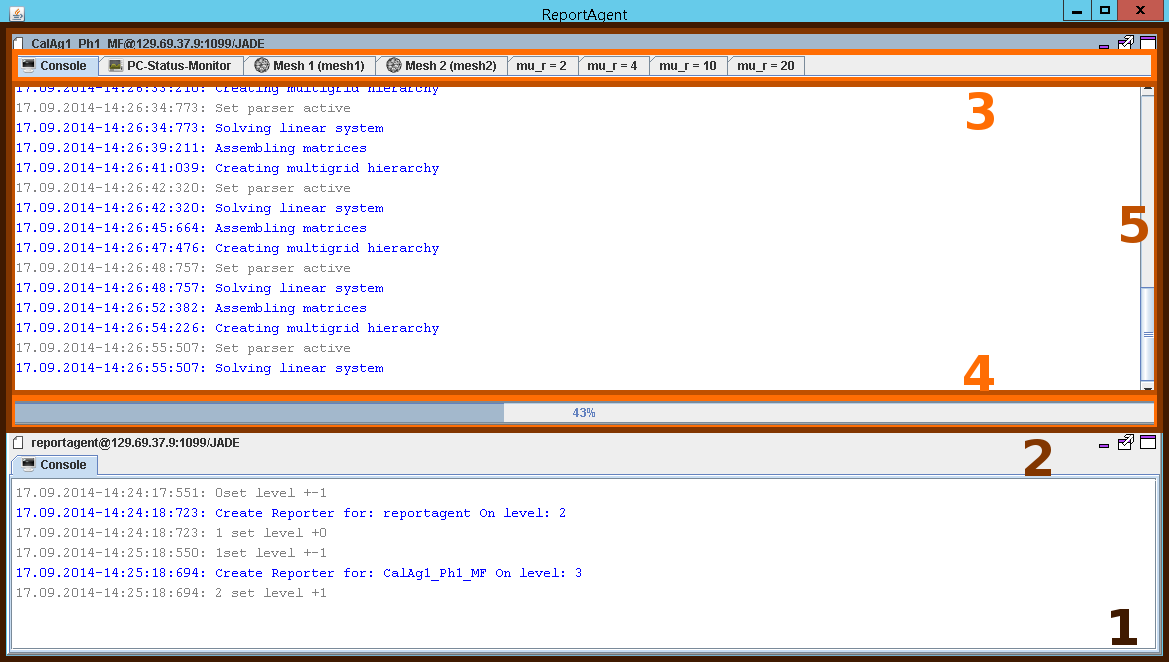 ReportAgent
CalAg1_Ph1_MF@129.69.37.9:1099/JADE
Console PC-Status-Monitor Mesh 1 (mesh1) Mesh 2 (mesh2) mu_r = 2 mu_r = 4 mu_r = 10 mu_r = 20
17.09.2014-14:26:33:210: Creating multigrid hierarchy
3
17.09.2014-14:26:34:773: Set parser active
17.09.2014-14:26:34:773: Solving linear system
17.09.2014-14:26:39:211: Assembling matrices
17.09.2014-14:26:41:039: Creating multigrid hierarchy
17.09.2014-14:26:42:320: Set parser active
17.09.2014-14:26:42:320: Solving linear system
5
17.09.2014-14:26:45:664: Assembling matrices
17.09.2014-14:26:47:476: Creating multigrid hierarchy
17.09.2014-14:26:48:757: Set parser active
17.09.2014-14:26:48:757: Solving linear system
17.09.2014-14:26:52:382: Assembling matrices
17.09.2014-14:26:54:226: Creating multigrid hierarchy
17.09.2014-14:26:55:507: Set parser active
17.09.2014-14:26:55:507: Solving linear system
4
43%
reportagent@129.69.37.9:1099/JADE
2
Console
17.09.2014-14:24:17:551: 0set level +-1
17.09.2014-14:24:18:723: Create Reporter for: reportagent On level: 2
17.09.2014-14:24:18:723: 1 set level +0
17.09.2014-14:25:18:550: 1set level +-1
17.09.2014-14:25:18:694: Create Reporter for: CalAg1_Ph1_MF On level: 3
17.09.2014-14:25:18:694: 2 set level +1
1